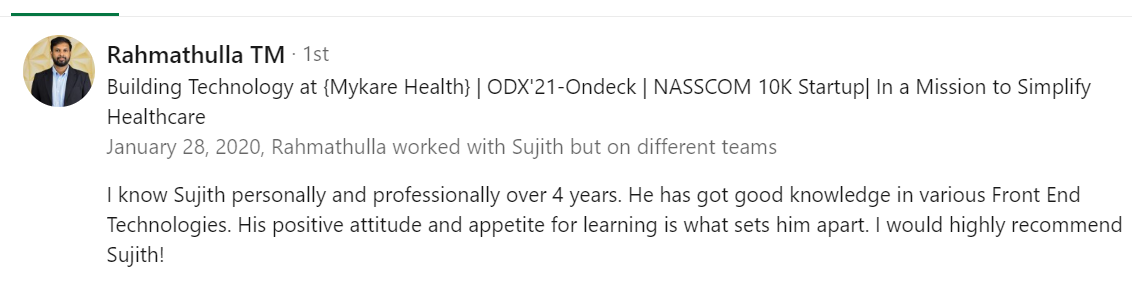 Rahmathulla TM · 1st
Building Technology at {Mykare Health} | ODX'21-Ondeck | NASSCOM 10K Startup| In a Mission to Simplify
Healthcare
January 28, 2020, Rahmathulla worked with Sujith but on different teams
I know Sujith personally and professionally over 4 years. He has got good knowledge in various Front End
Technologies. His positive attitude and appetite for learning is what sets him apart. I would highly recommend
Sujith!